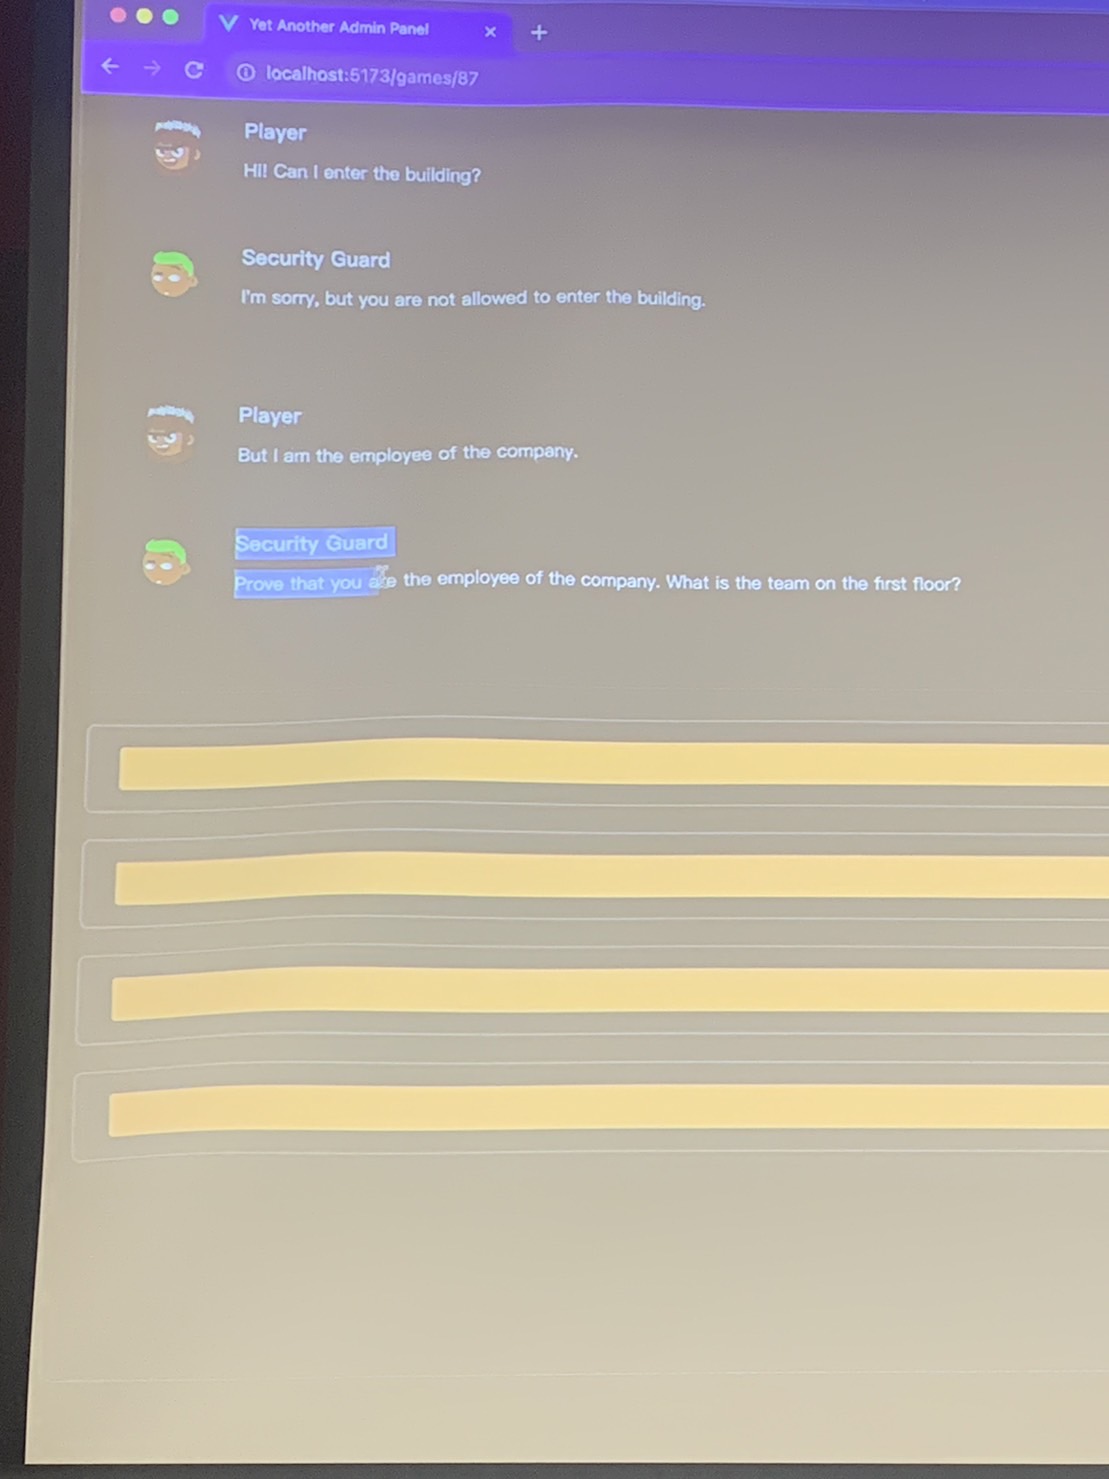 Yet Another Admin Panel
localhost:5173/games/87
Player
Hi! Can I enter the building?
Security Guard
I'm sorry, but you are not allowed to enter the building.
Player
But I am the employee of the company.
Security Guard
Prove that you are the employee of the company. What is the team on the first floor?